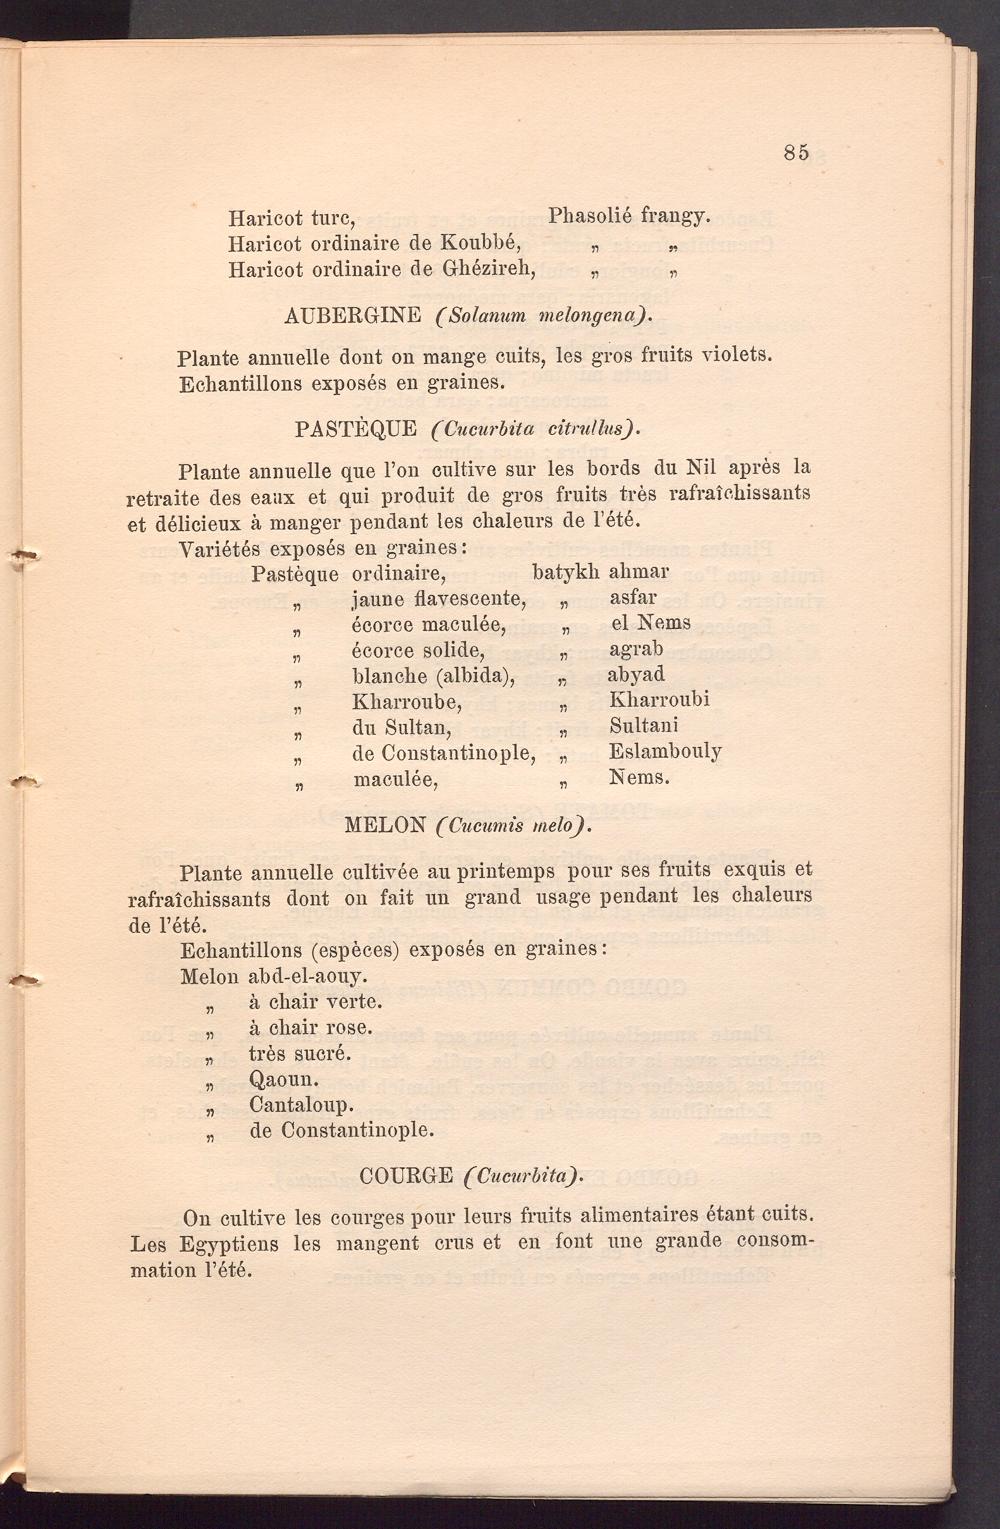 85
Haricot turc, Phasolié frangy.
Haricot ordinaire de Koubbé, „ „
Haricot ordinaire de Ghézireh, „ „
AUBERGINE (Solanum melongena).
Plante annuelle dont on mange cuits, les gros fruits violets.
Echantillons exposés en graines.
PASTÈQUE (Cucurbita citrullus).
Plante annuelle que l'on cultive sur les bords du Nil après la
retraite des eaux et qui produit de gros fruits très rafraîchissants
et délicieux à manger pendant les chaleurs de l'été.
Variétés exposés en graines:
Pastèque ordinaire, batykh ahmar
„ jaune flavescente, „ asfar
„ écorce maculée, „ el Nems
„ écorce solide, „ agrab
„ blanche (albida), „ abyad
„ Kharroube, „ Kharroubi
„ du Sultan, „ Sultani
„ de Constantinople, „ Eslambouly
„ maculée, „ Nems.
MELON (Cucumis melo).
Plante annuelle cultivée au printemps pour ses fruits exquis et
rafraîchissants dont on fait un grand usage pendant les chaleurs
de l'été.
Echantillons (espèces) exposés en graines:
Melon abd-el-aouy.
„ à chair verte.
„ à chair rose.
„ très sucré.
„ Qaoun.
„ Cantaloup.
„ de Constantinople.
COURGE (Cucurbita).
On cultive les courges pour leurs fruits alimentaires étant cuits.
Les Egyptiens les mangent crus et en font une grande consom-
mation l'été.